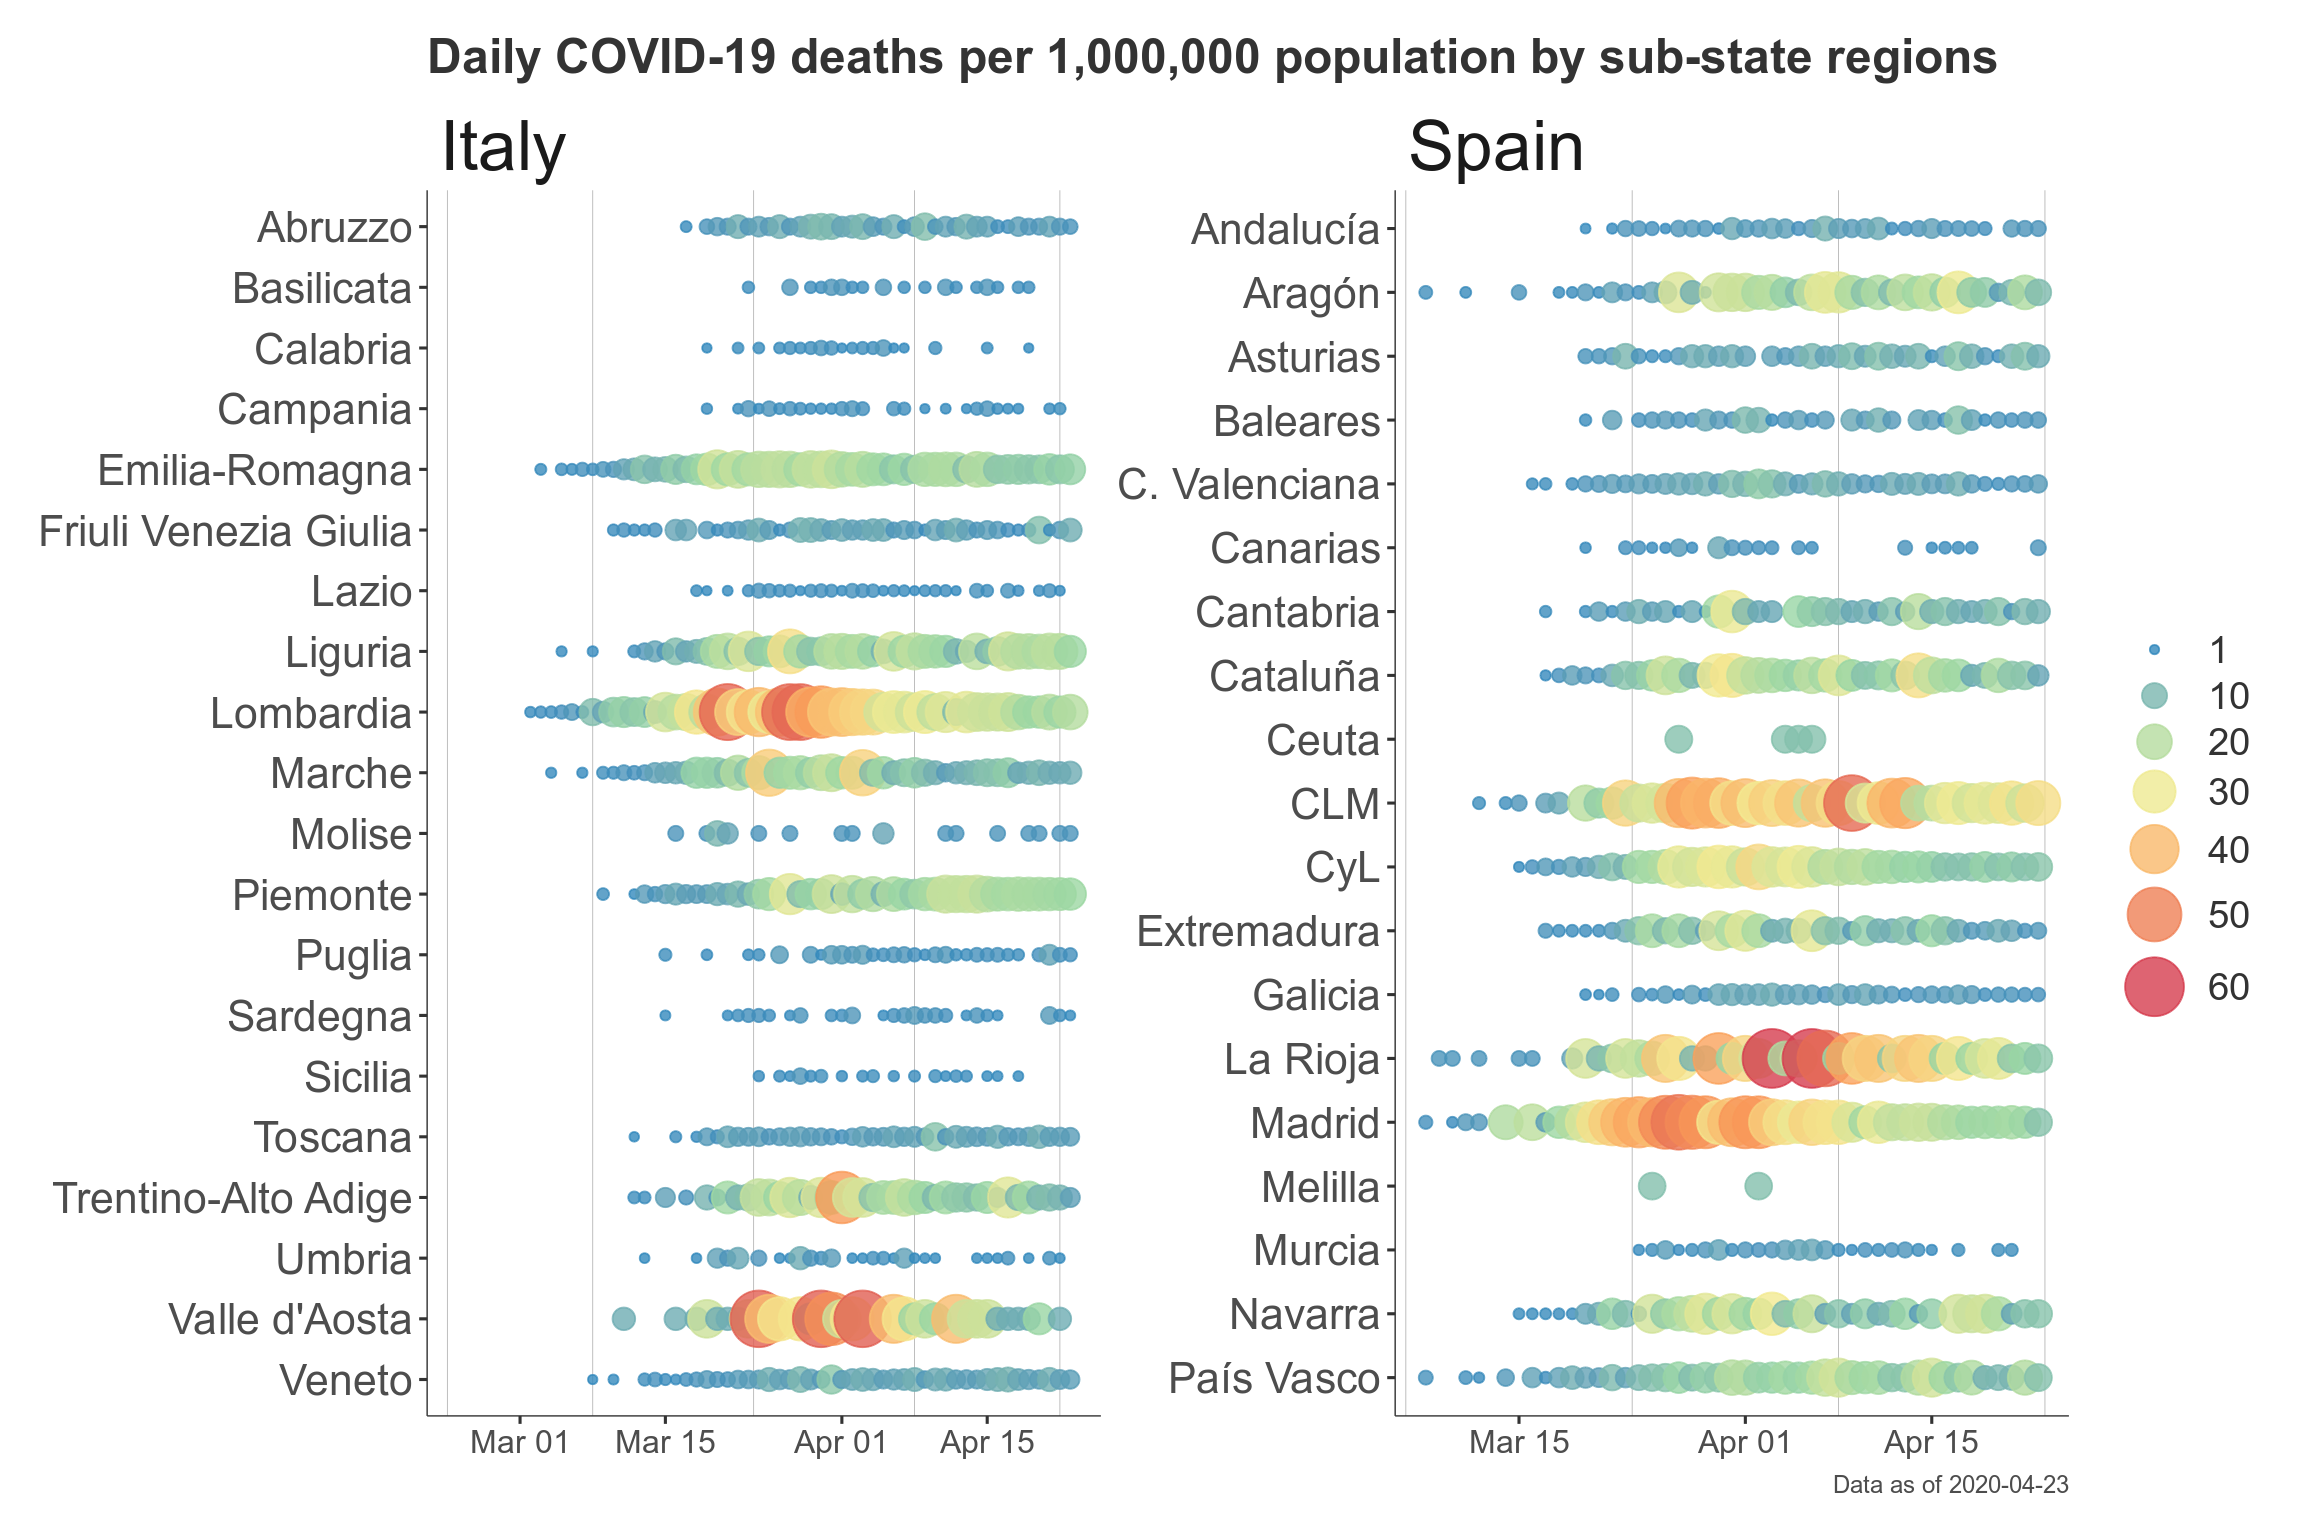 Daily COVID-19 deaths per 1,000,000 population by sub-state regions
Italy
Abruzzo
Basilicata
Calabria
Campania
Emilia-Romagna
Friuli Venezia Giulia
Lazio
Liguria
Lombardia
Marche
Molise
Piemonte
Puglia
Sardegna
Sicilia
Toscana
Trentino-Alto Adige
Umbria
Valle d'Aosta
Veneto
Mar 01 Mar 15 Apr 01 Apr 15
Spain
Andalucía
Aragón
Asturias
Baleares
C. Valenciana
Canarias
Cantabria
Cataluña
Ceuta
CLM
CyL
Extremadura
Galicia
La Rioja
Madrid
Melilla
Murcia
Navarra
País Vasco
Mar 15 Apr 01 Apr 15
1
10
20
30
40
50
60
Data as of 2020-04-23